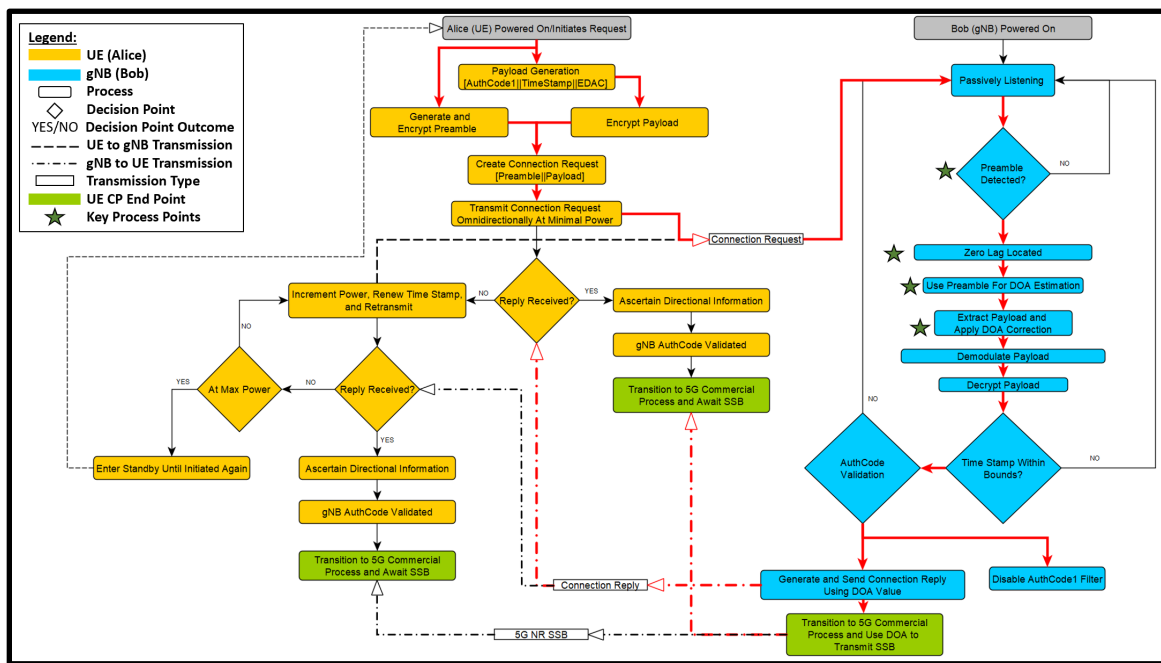 Legend:
UE (Alice)
gNB (Bob)
Process
Decision Point
YES/NO Decision Point Outcome
UE to gNB Transmission
gNB to UE Transmission
Transmission Type
UE CP End Point
Key Process Points
Alice (UE) Powered On/Initiates Request
Payload Generation
[AuthCode1||TimeStamp||EDAC]
Generate and
Encrypt Preamble
Encrypt Payload
Create Connection Request
[Preamble||Payload]
Transmit Connection Request
Omnidirectionally At Minimal Power
Connection Request
Reply Received?
NO
YES
Increment Power, Renew Time Stamp,
and Retransmit
Ascertain Directional Information
gNB AuthCode Validated
Transition to 5G Commercial
Process and Await SSB
Reply Received?
NO
YES
At Max Power
NO
YES
Enter Standby Until Initiated Again
Ascertain Directional Information
gNB AuthCode Validated
Transition to 5G Commercial
Process and Await SSB
Connection Reply
5G NR SSB
Bob (gNB) Powered On
Passively Listening
Preamble
Detected?
NO
Zero Lag Located
Use Preamble For DOA Estimation
Extract Payload and
Apply DOA Correction
Demodulate Payload
Decrypt Payload
Time Stamp Within
Bounds?
NO
AuthCode
Validation
NO
Generate and Send Connection Reply
Using DOA Value
Disable AuthCode1 Filter
Transition to 5G Commercial
Process and Use DOA to
Transmit SSB